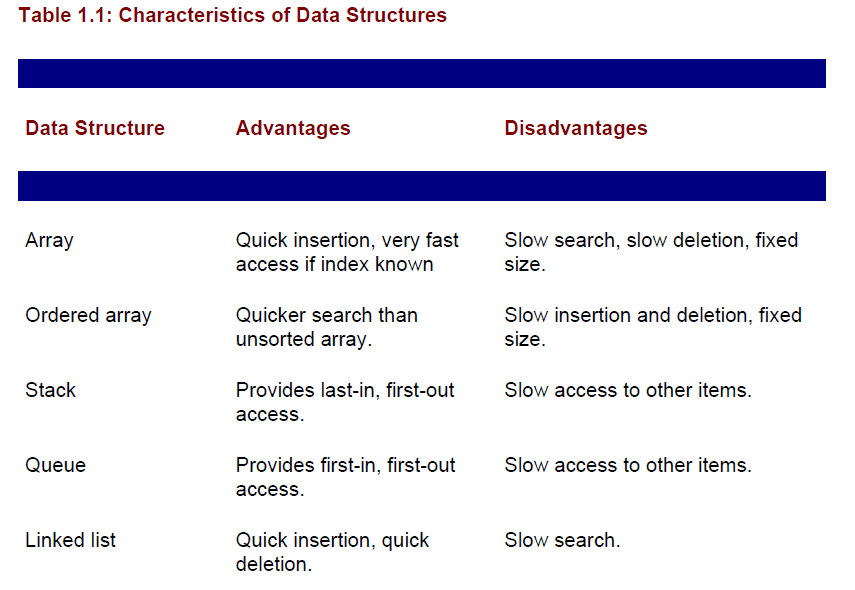 Table 1.1: Characteristics of Data Structures
Data Structure Advantages Disadvantages
Array Quick insertion, very fast Slow search, slow deletion, fixed
access if index known size.
Ordered array Quicker search than Slow insertion and deletion, fixed
unsorted array. size.
Stack Provides last-in, first-out Slow access to other items.
access.
Queue Provides first-in, first-out Slow access to other items.
access.
Linked list Quick insertion, quick Slow search.
deletion.